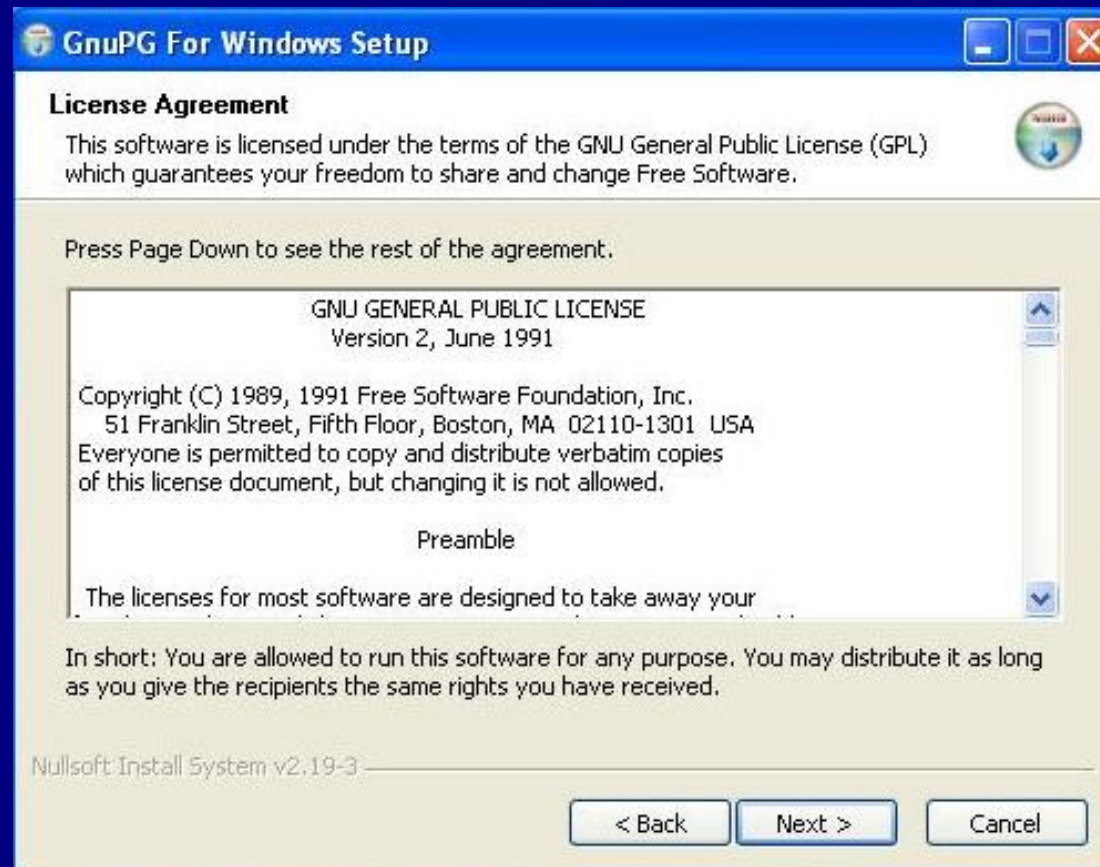 GnuPG For Windows Setup
License Agreement
This software is licensed under the terms of the GNU General Public License (GPL)
which guarantees your freedom to share and change Free Software.
Press Page Down to see the rest of the agreement.
GNU GENERAL PUBLIC LICENSE
Version 2, June 1991
Copyright (C) 1989, 1991 Free Software Foundation, Inc.
51 Franklin Street, Fifth Floor, Boston, MA 02110-1301 USA
Everyone is permitted to copy and distribute verbatim copies
of this license document, but changing it is not allowed.
Preamble
The licenses for most software are designed to take away your
In short: You are allowed to run this software for any purpose. You may distribute it as long
as you give the recipients the same rights you have received.
Nullsoft Install System v2.19-3
< Back
Next >
Cancel